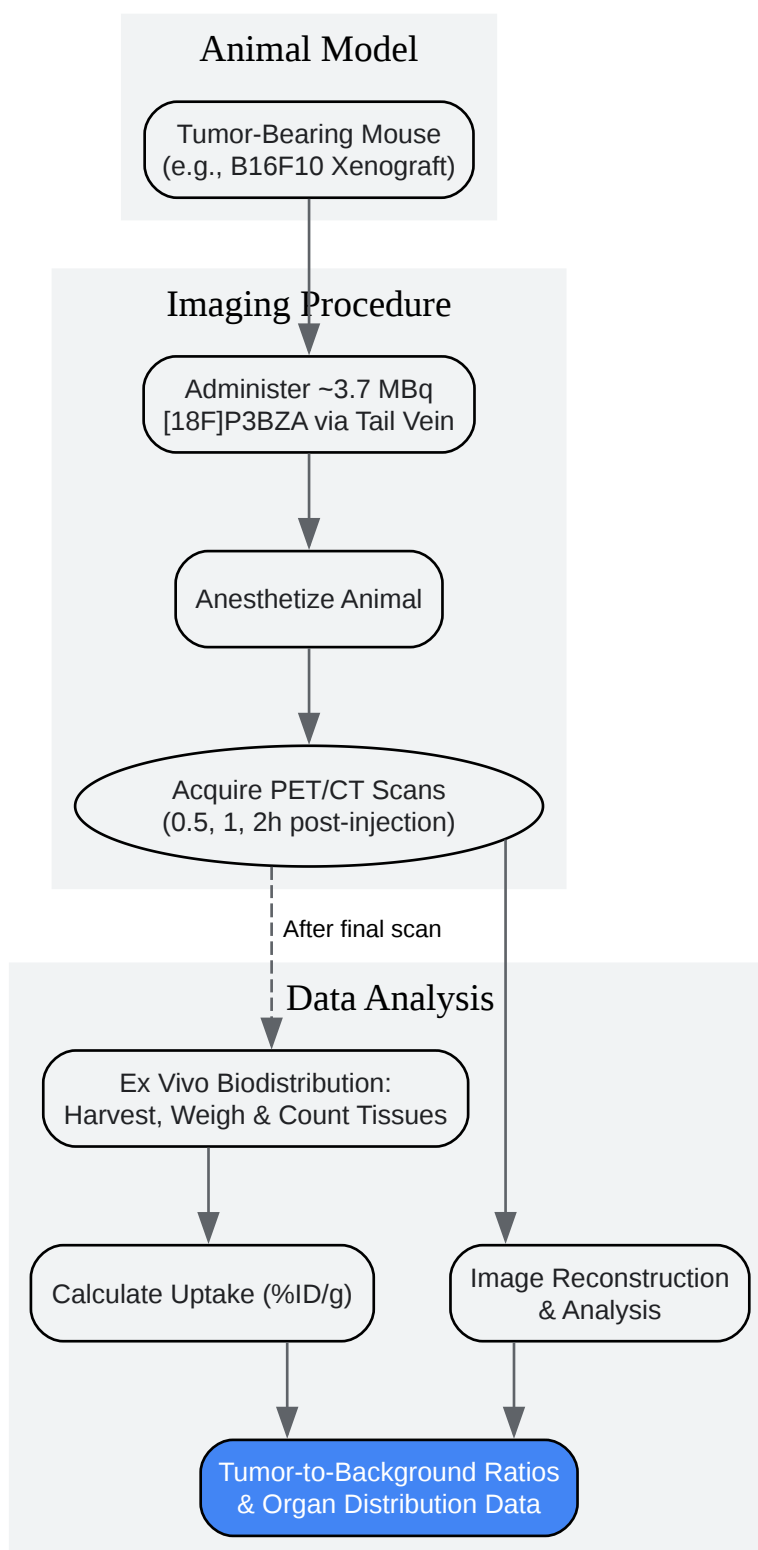 Animal Model
Tumor-Bearing Mouse
(e.g., B16F10 Xenograft)
Imaging Procedure
Administer ~3.7 MBq
[18F]P3BZA via Tail Vein
Anesthetize Animal
Acquire PET/CT Scans
(0.5, 1, 2h post-injection)
After final scan
Data Analysis
Ex Vivo Biodistribution:
Harvest, Weigh & Count Tissues
Calculate Uptake (%ID/g)
Image Reconstruction
& Analysis
Tumor-to-Background Ratios
& Organ Distribution Data